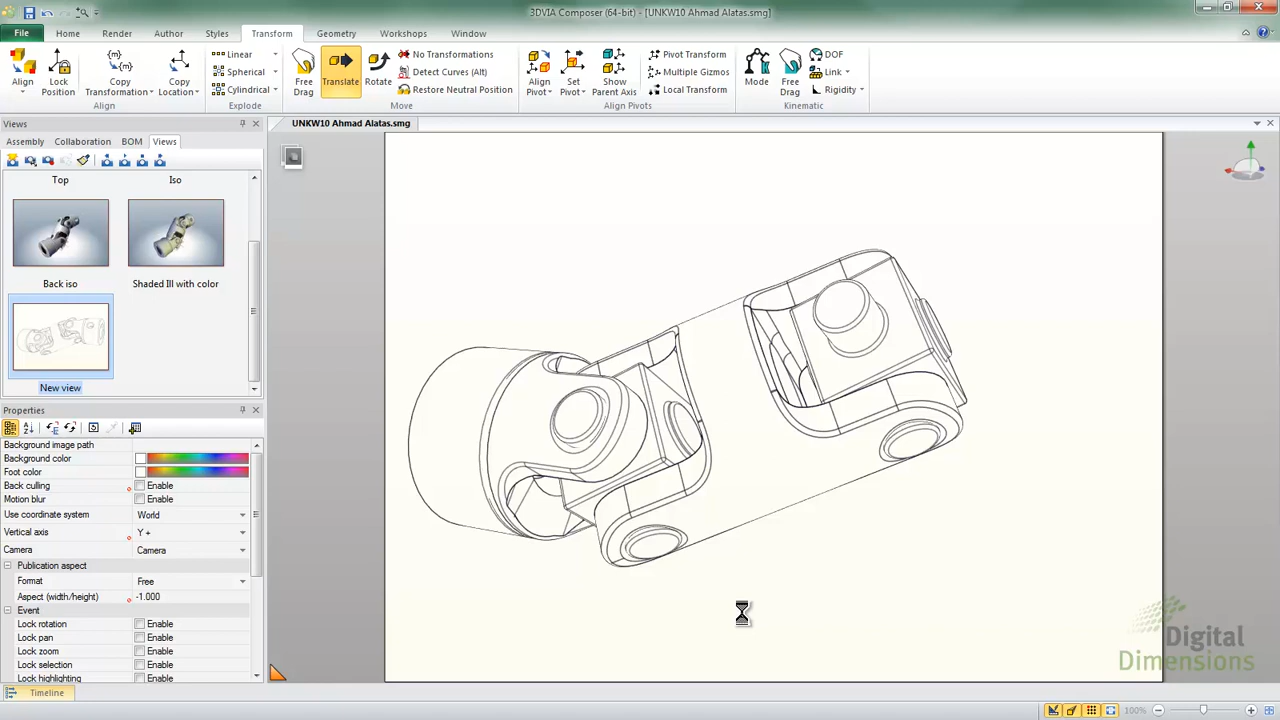 3DVIA Composer (64-bit) - [UNKW10 Ahmad Alatas.smg]
File Home Render Author Styles Transform Geometry Workshops Window
Align
Lock Position
Copy Transformation
Copy Location
Align
Linear
Spherical
Cylindrical
Explode
Free Drag
Translate
Rotate
No Transformations
Detect Curves (Alt)
Restore Neutral Position
Move
Align Pivot
Set Pivot
Show Parent Axis
Pivot Transform
Multiple Gizmos
Local Transform
Align Pivots
Mode
Free Drag
DOF
Link
Rigidity
Kinematic
Views
UNKW10 Ahmad Alatas.smg
Assembly Collaboration BOM Views
Top Iso
Back iso Shaded Ill with color
New view
Properties
Background image path
Background color
Foot color
Back culling Enable
Motion blur Enable
Use coordinate system World
Vertical axis Y +
Camera Camera
Publication aspect
Format Free
Aspect (width/height) -1.000
Event
Lock rotation Enable
Lock pan Enable
Lock zoom Enable
Lock selection Enable
Lock highlighting Enable
Timeline
Digital
Dimensions
100%